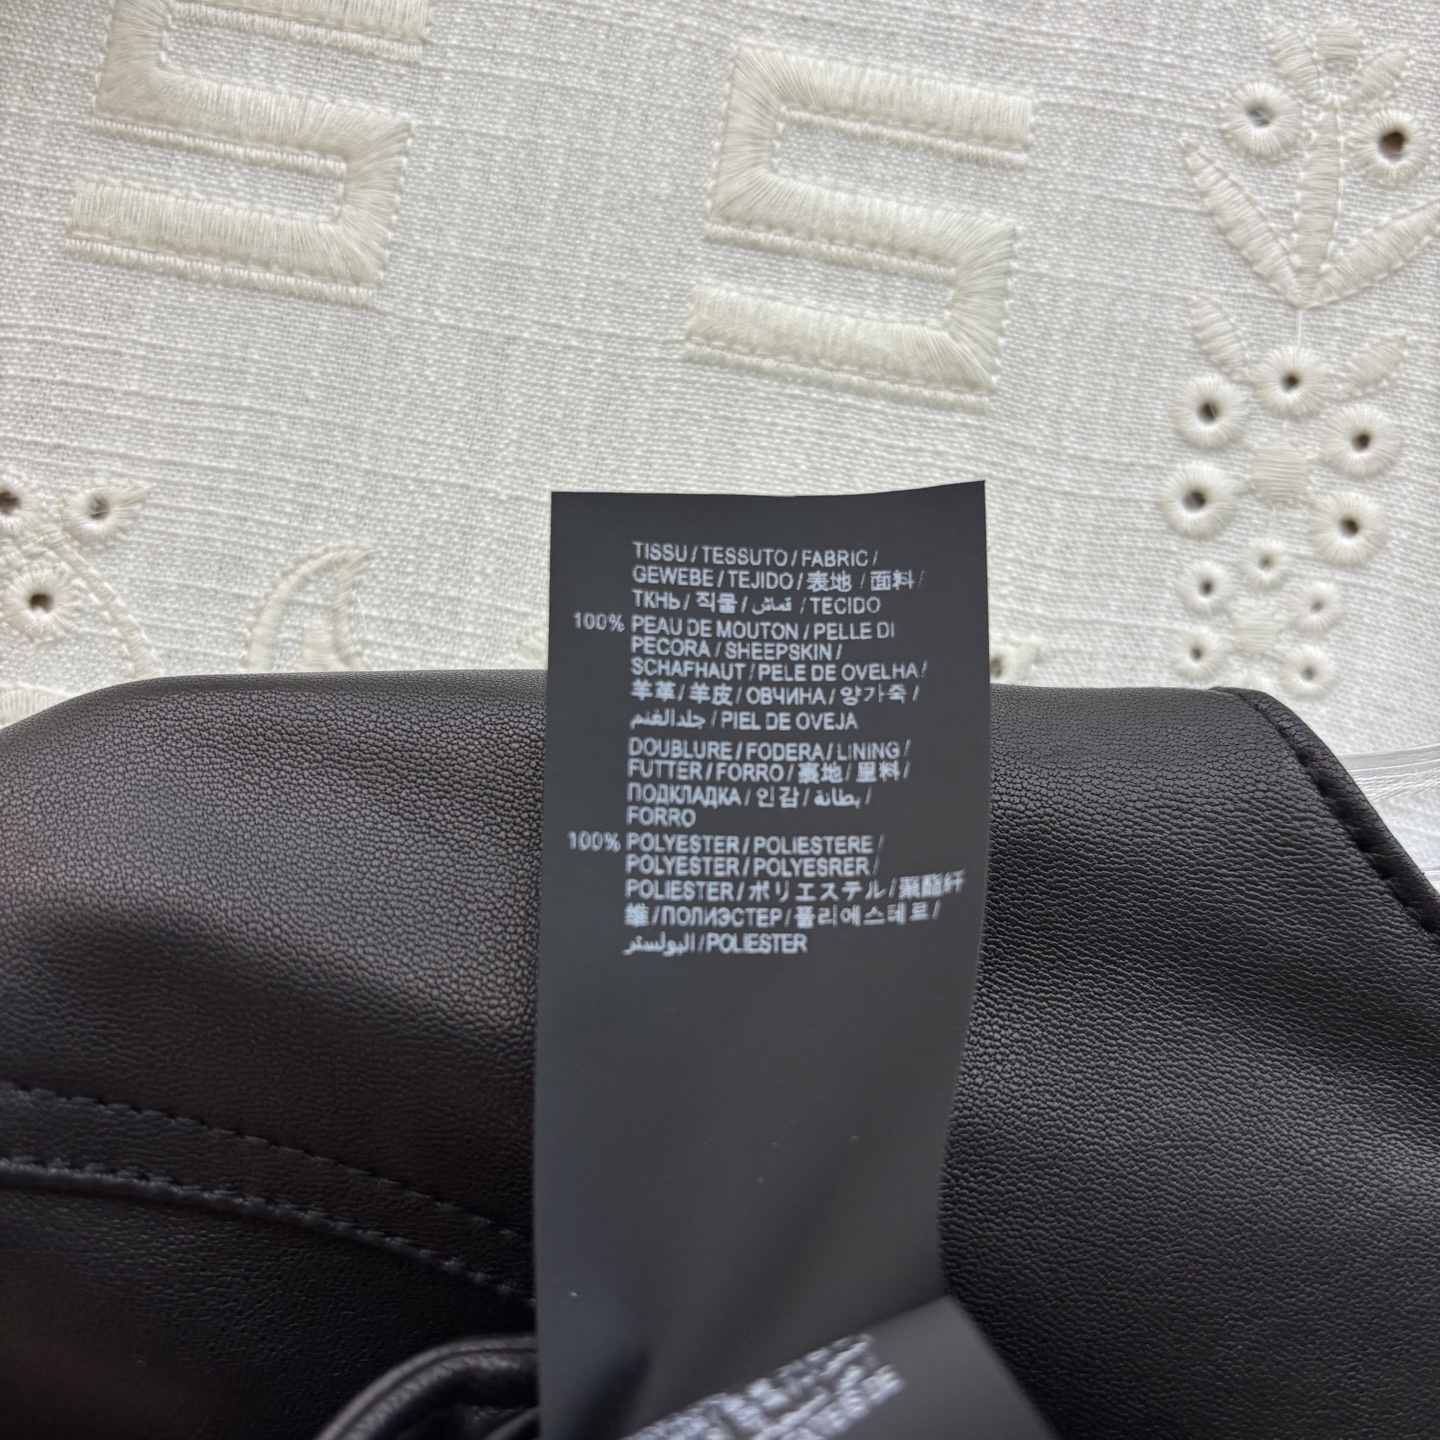 TISSU / TESSUTO / FABRIC /
GEWEBE / TEJIDO / 表地 / 面料 /
ТКНЬ / 직물 / قماش / TECIDO
100% PEAU DE MOUTON / PELLE DI
PECORA / SHEEPSKIN /
SCHAFHAUT / PELE DE OVELHA /
羊革 / 羊皮 / ОВЧИНА / 양가죽 /
جلدالغنم / PIEL DE OVEJA
DOUBLURE / FODERA / LINING /
FUTTER / FORRO / 裏地 / 里料 /
ПОДКЛАДКА / 인감 / بطانة /
FORRO
100% POLYESTER / POLIESTERE /
POLYESTER / POLYESRER /
POLIESTER / ポリエステル / 聚酯纤
维 / ПОЛИЭСТЕР / 폴리에스테르 /
البولستر / POLIESTER